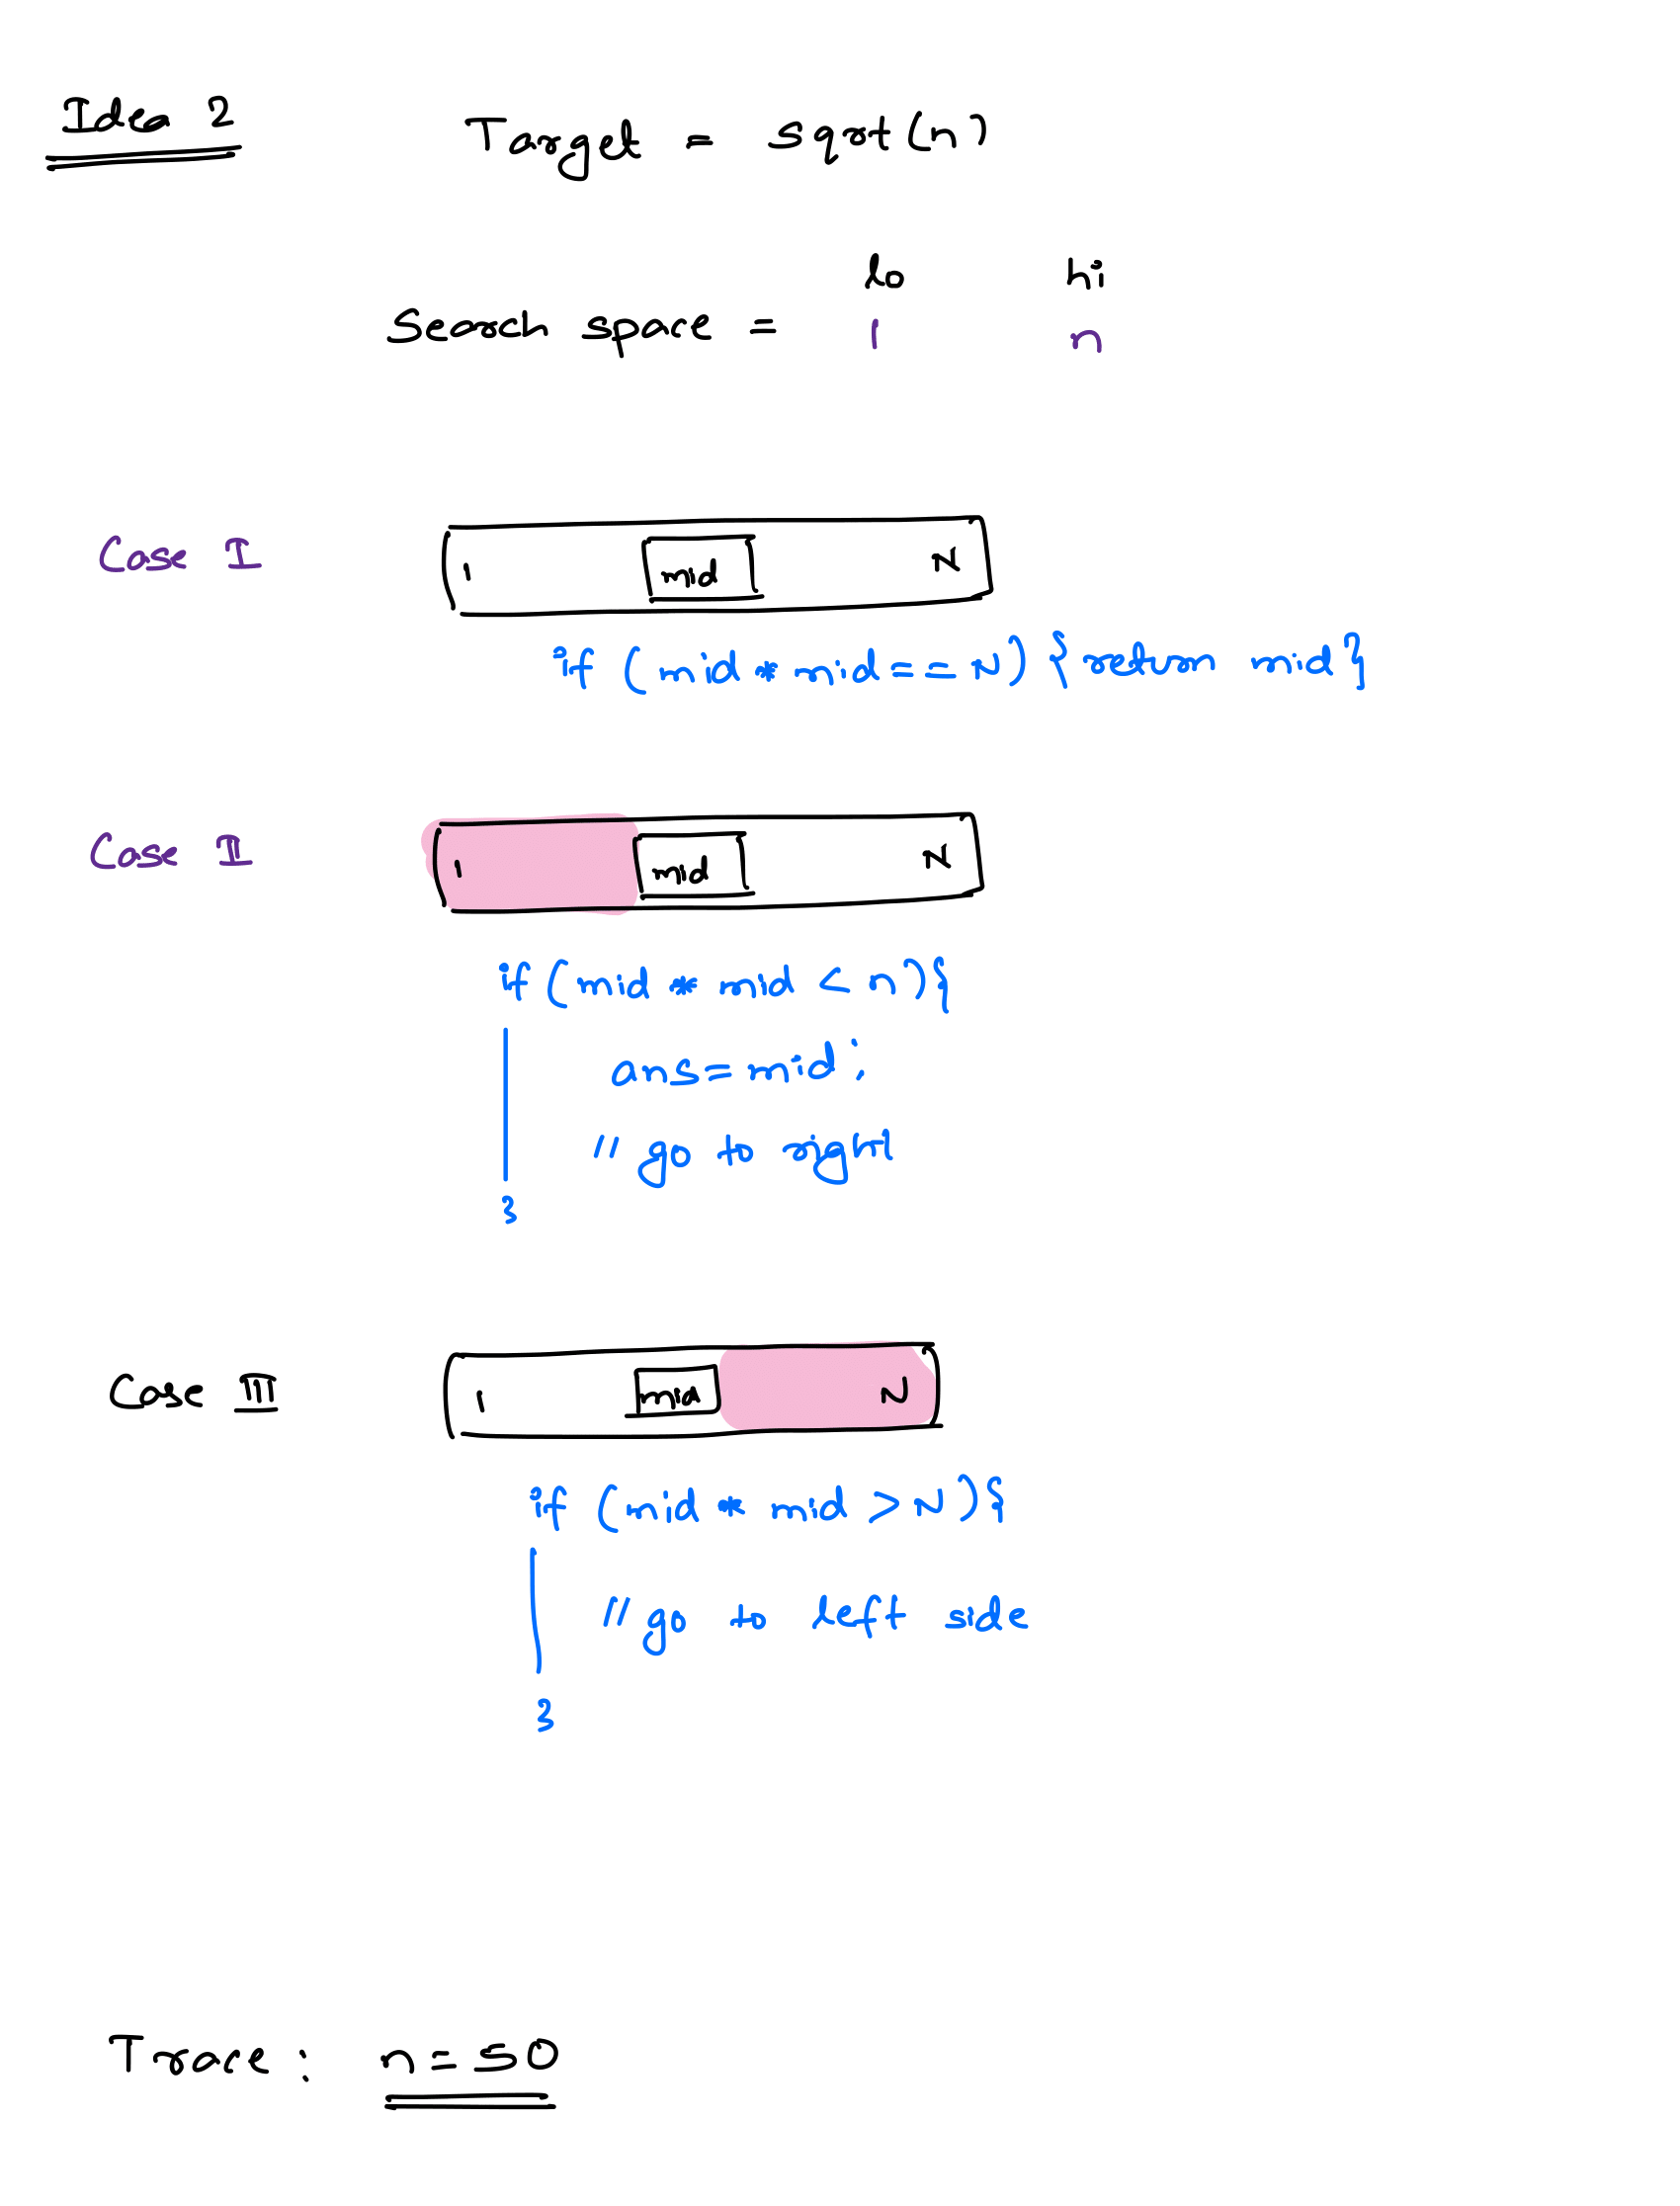 Idea 2
Target = sqrt(n)
lo hi
Search space = 1 n
Case I
1 mid N
if (mid * mid == N) {return mid}
Case II
1 mid N
if (mid * mid < n){
ans = mid;
// go to right
}
Case III
1 mid N
if (mid * mid > N){
// go to left side
}
Trace : n = 50